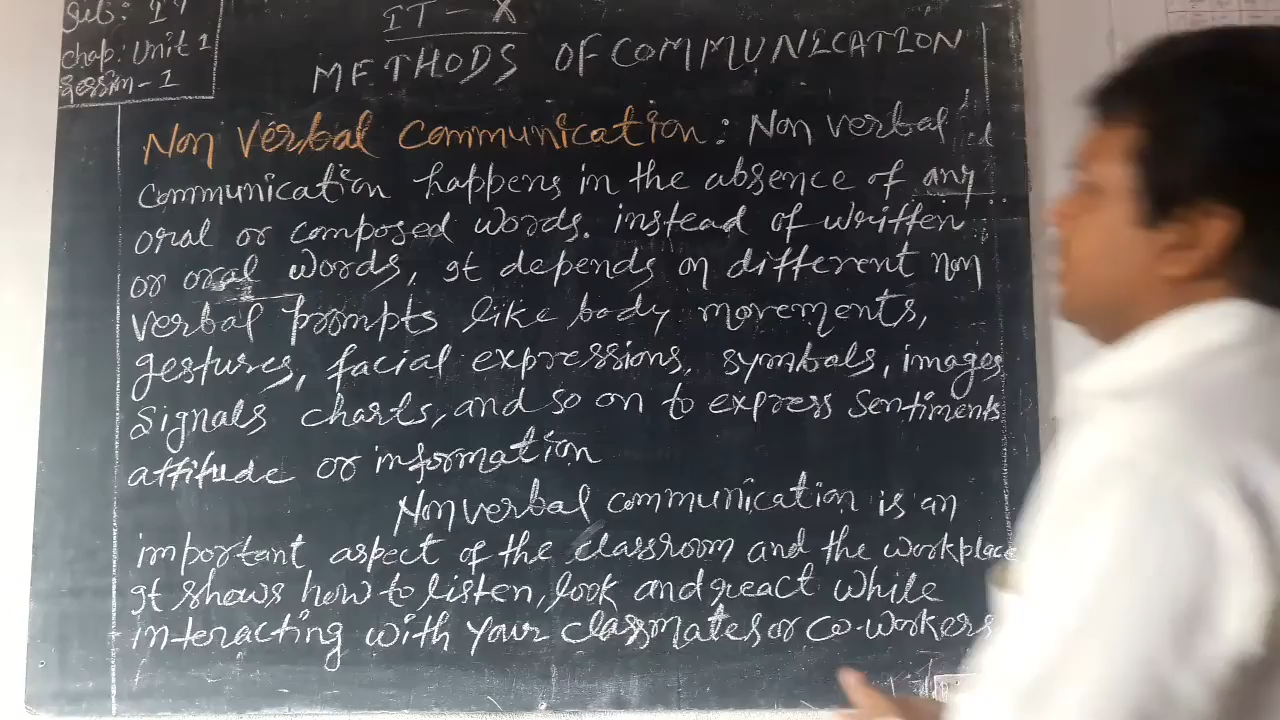 Sub: IT
Chap: Unit 1
Session - 1
IT - X
METHODS OF COMMUNICATION
Non Verbal Communication: Non verbal
Communication happens in the absence of any
oral or composed words. instead of written
or oral words, It depends on different non
verbal prompts like body movements,
gestures, facial expressions, symbols, images
Signals charts, and so on to express Sentiments
attitude or information
Non verbal communication is an
important aspect of the classroom and the workplace
It shows how to listen, look and react while
interacting with your classmates or co-workers